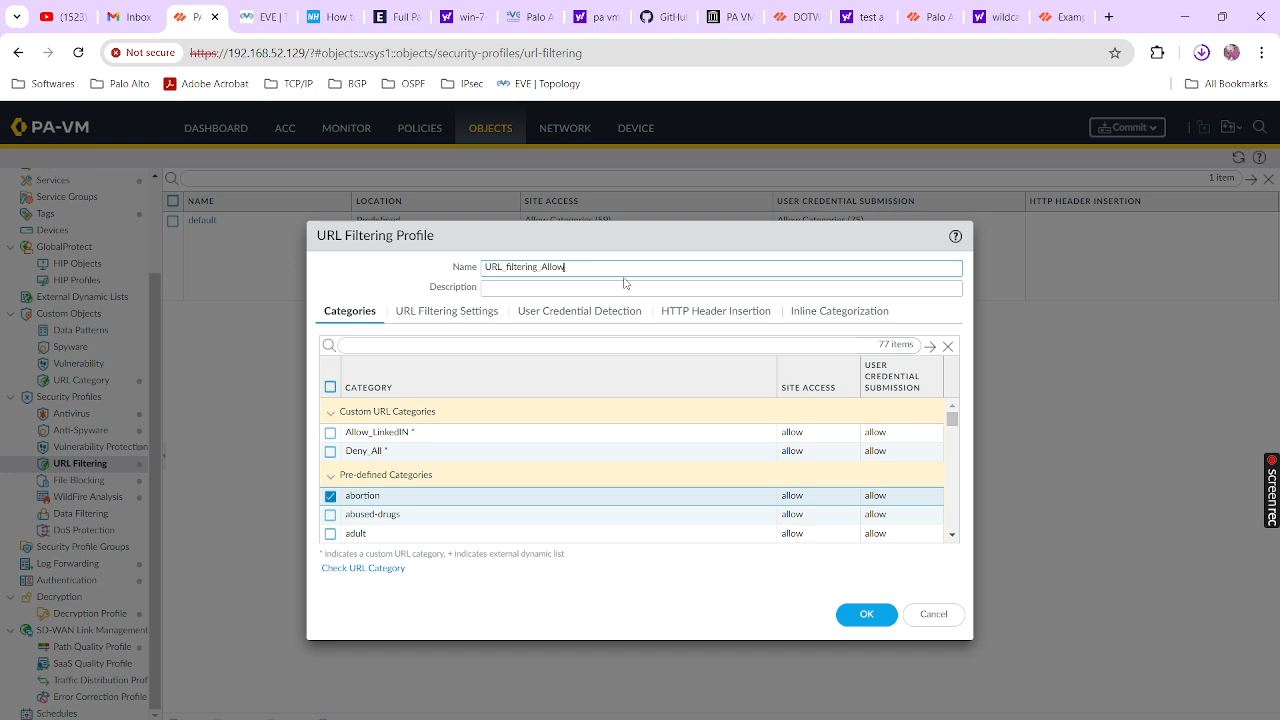 (1523)
Inbox
P
EVE |
How t
Full Pa
win-
Palo A
pa vm
GitHub
PA V
DOTV
test a
Palo A
wildc
Examp
Not secure
https://192.168.52.129/?#objects::vsys1::objects/security-profiles/url-filtering
Softwares
Palo Alto
Adobe Acrobat
TCP/IP
BGP
OSPF
IPsec
EVE | Topology
All Bookmarks
PA-VM
DASHBOARD
ACC
MONITOR
POLICIES
OBJECTS
NETWORK
DEVICE
Commit
Services
Service Groups
Tags
Devices
GlobalProtect
HIP Objects
HIP Profiles
External Dynamic Lists
Custom Objects
Data Patterns
Spyware
Vulnerability
URL Category
Security Profiles
Antivirus
Anti-Spyware
Vulnerability Protection
URL Filtering
File Blocking
WildFire Analysis
Data Filtering
DoS Protection
Security Profile Groups
Log Forwarding
Authentication
Decryption
Decryption Profile
SD-WAN Link Management
Path Quality Profile
SaaS Quality Profile
Traffic Distribution Prof
Error Correction Profile
Schedules
1 item
NAME
LOCATION
SITE ACCESS
USER CREDENTIAL SUBMISSION
HTTP HEADER INSERTION
default
Predefined
Allow Categories (59)
Allow Categories (75)
URL Filtering Profile
Name
URL_filtering_Allow
Description
Categories
URL Filtering Settings
User Credential Detection
HTTP Header Insertion
Inline Categorization
77 items
CATEGORY
SITE ACCESS
USER
CREDENTIAL
SUBMISSION
Custom URL Categories
Allow_LinkedIN *
allow
allow
Deny_All *
allow
allow
Pre-defined Categories
abortion
allow
allow
abused-drugs
allow
allow
adult
allow
allow
* indicates a custom URL category, + indicates external dynamic list
Check URL Category
OK
Cancel
screenrec